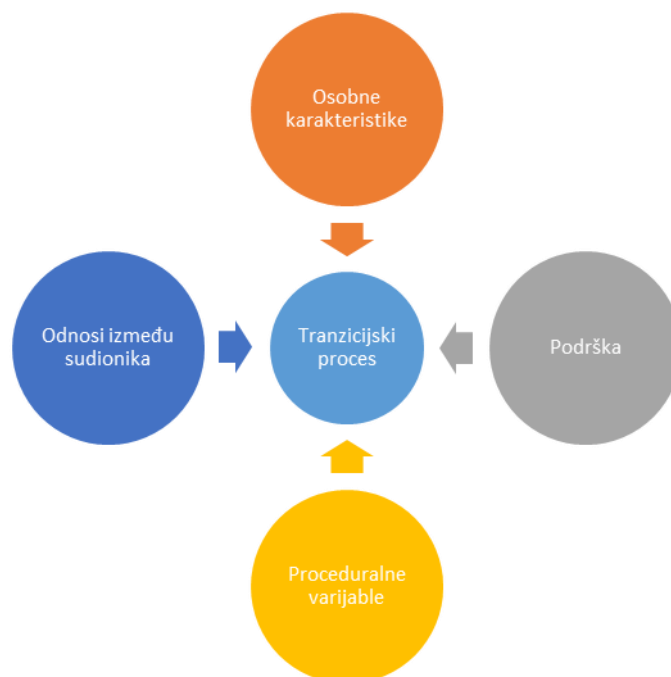 Osobne
karakteristike
Odnosi između
sudionika
Tranzicijski
proces
Podrška
Proceduralne
varijable